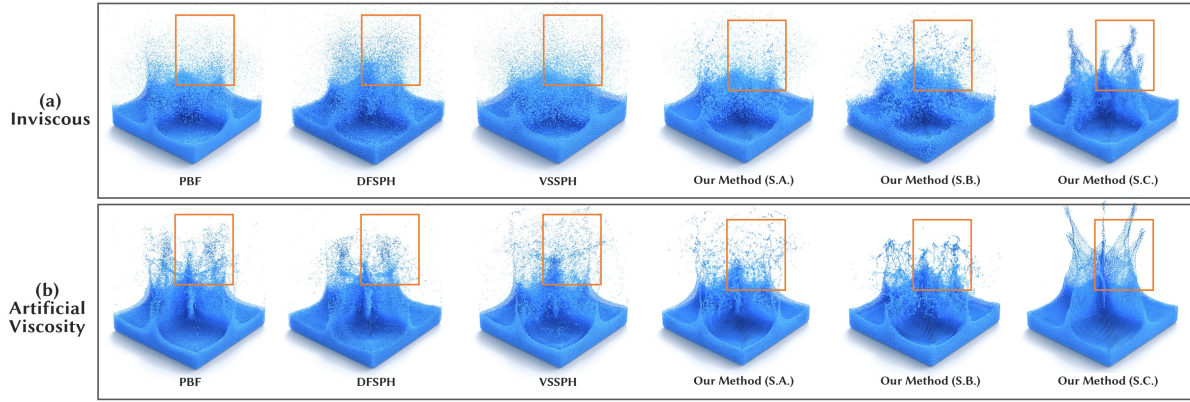 (a)
Inviscous
PBF
DFSPH
VSSPH
Our Method (S.A.)
Our Method (S.B.)
Our Method (S.C.)
(b)
Artificial
Viscosity
PBF
DFSPH
VSSPH
Our Method (S.A.)
Our Method (S.B.)
Our Method (S.C.)